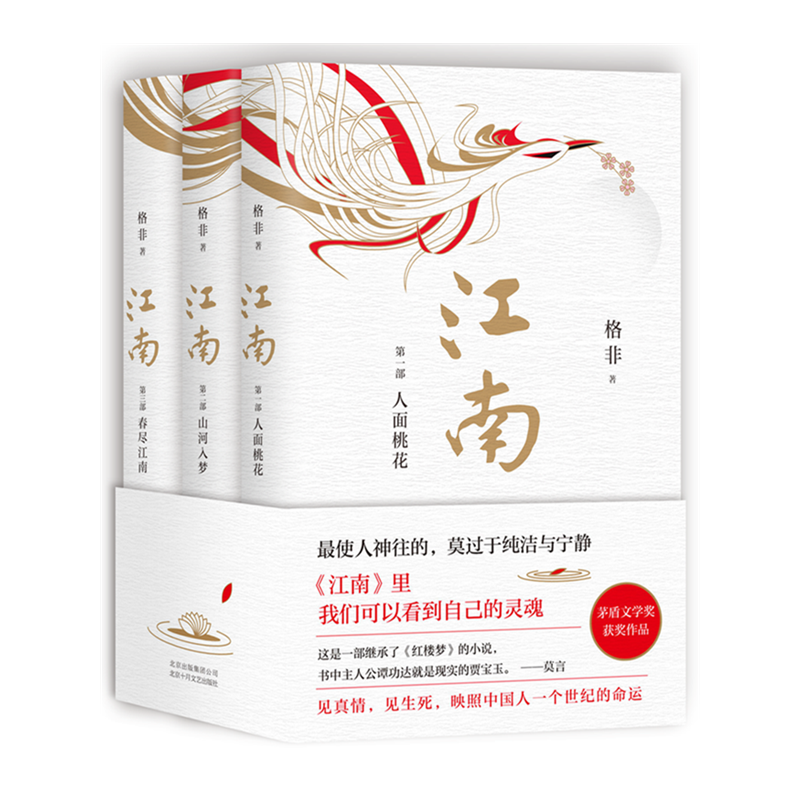 格非 著
江南
第三部 春尽江南
格非 著
江南
第二部 山河入梦
格非 著
江南
第一部 人面桃花
江南
格非 著
第一部 人面桃花
最使人神往的，莫过于纯洁与宁静
《江南》里
我们可以看到自己的灵魂
茅盾文学奖
获奖作品
这是一部继承了《红楼梦》的小说，
书中主人公谭功达就是现实的贾宝玉。——莫言
见真情，见生死，映照中国人一个世纪的命运
北京出版集团公司
北京十月文艺出版社